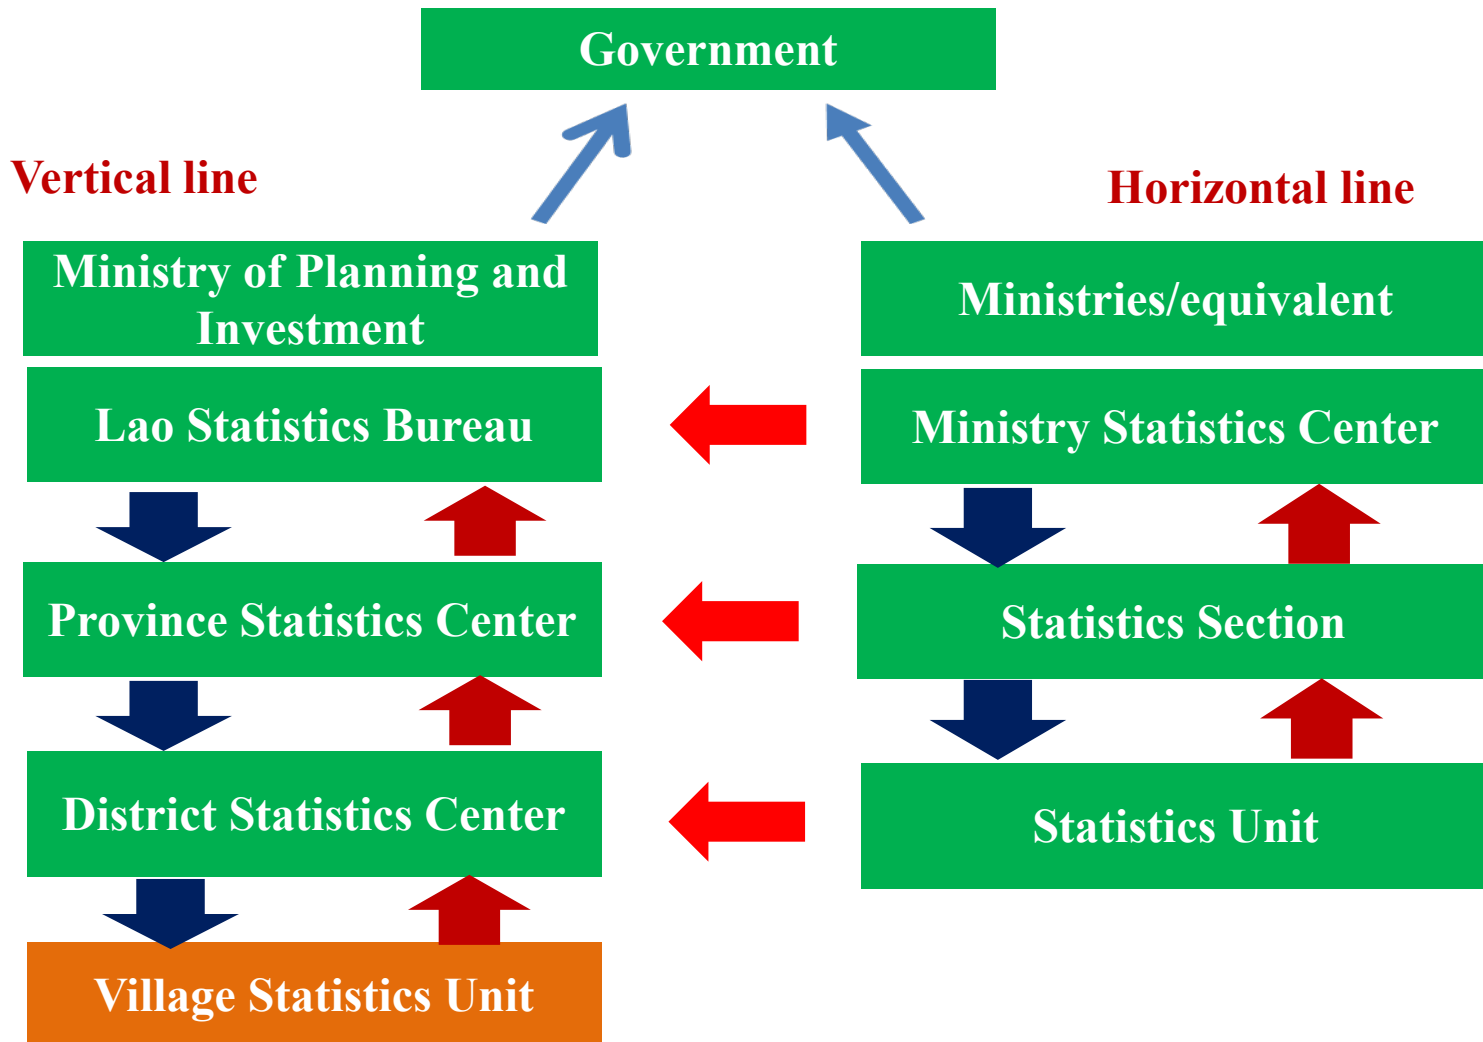 Government
Vertical line
Horizontal line
Ministry of Planning and
Investment
Ministries/equivalent
Lao Statistics Bureau
Ministry Statistics Center
Province Statistics Center
Statistics Section
District Statistics Center
Statistics Unit
Village Statistics Unit